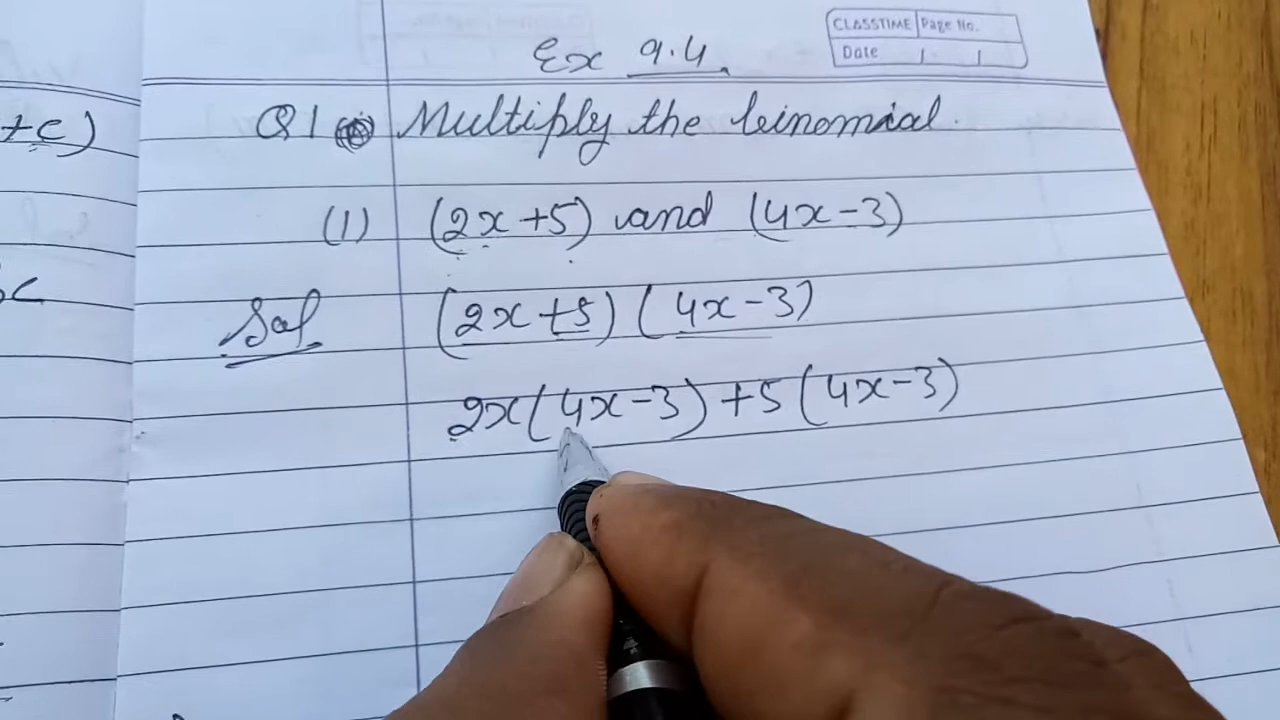 +c)
CLASSTIME Page No.
Date / /
Ex 9.4
Q1 Multiply the binomial.
(1) (2x+5) and (4x-3)
Sol (2x+5)(4x-3)
2x(4x-3)+5(4x-3)